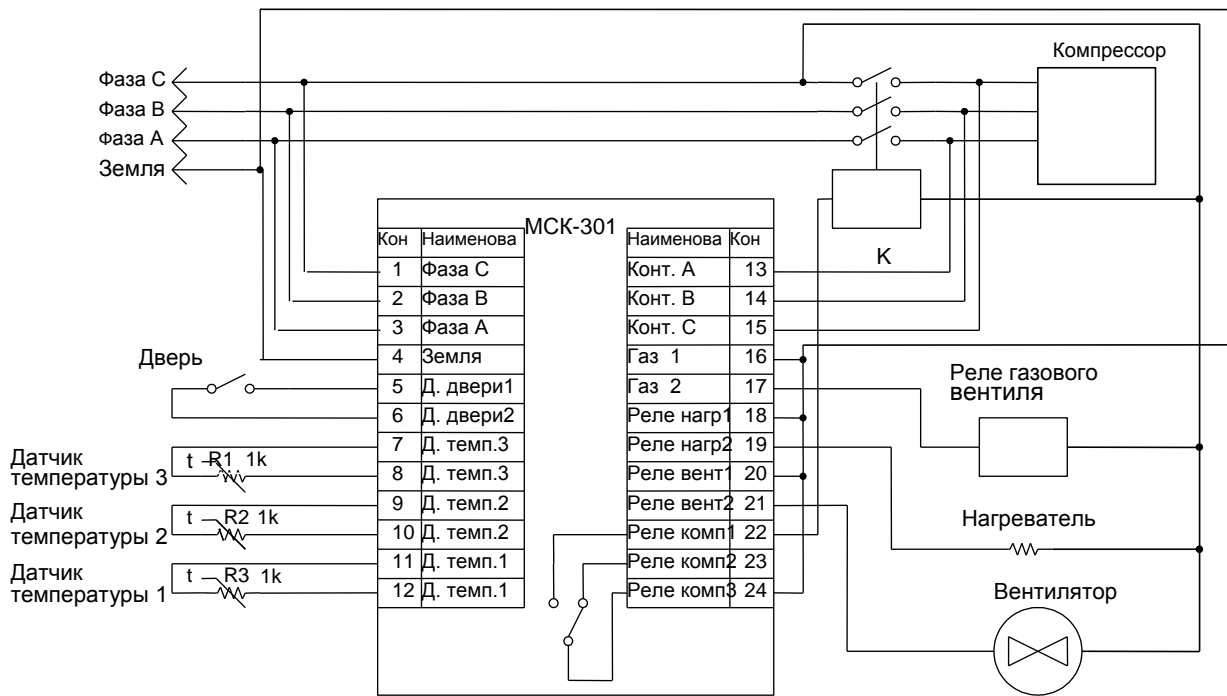 Компрессор
Фаза C
Фаза B
Фаза A
Земля
МСК-301
K
Кон Наименова
1 Фаза C
2 Фаза B
3 Фаза A
4 Земля
5 Д. двери1
6 Д. двери2
7 Д. темп.3
8 Д. темп.3
9 Д. темп.2
10 Д. темп.2
11 Д. темп.1
12 Д. темп.1
Наименова Кон
Конт. A 13
Конт. B 14
Конт. C 15
Газ 1 16
Газ 2 17
Реле нагр1 18
Реле нагр2 19
Реле вент1 20
Реле вент2 21
Реле комп1 22
Реле комп2 23
Реле комп3 24
Дверь
Датчик
температуры 3
t R1 1k
Датчик
температуры 2
t R2 1k
Датчик
температуры 1
t R3 1k
Реле газового
вентиля
Нагреватель
Вентилятор